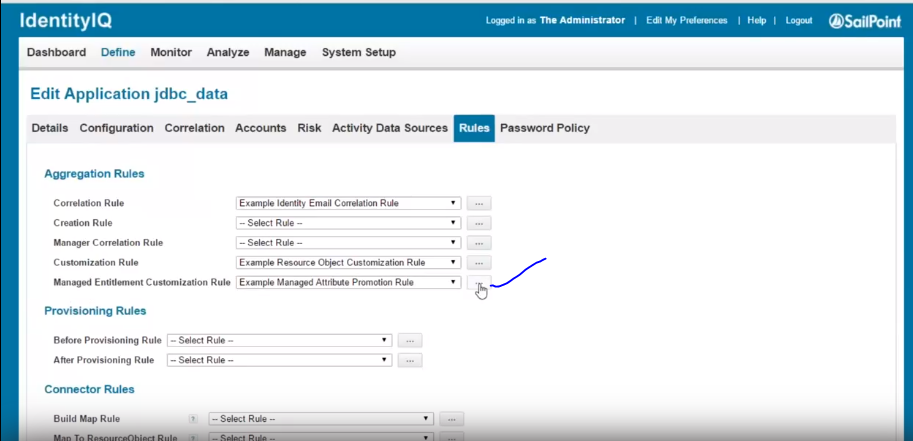 IdentityIQ
Logged in as The Administrator | Edit My Preferences | Help | Logout SailPoint
Dashboard Define Monitor Analyze Manage System Setup
Edit Application jdbc_data
Details Configuration Correlation Accounts Risk Activity Data Sources Rules Password Policy
Aggregation Rules
Correlation Rule Example Identity Email Correlation Rule ...
Creation Rule -- Select Rule -- ...
Manager Correlation Rule -- Select Rule -- ...
Customization Rule Example Resource Object Customization Rule ...
Managed Entitlement Customization Rule Example Managed Attribute Promotion Rule ...
Provisioning Rules
Before Provisioning Rule -- Select Rule -- ...
After Provisioning Rule -- Select Rule -- ...
Connector Rules
Build Map Rule ? -- Select Rule -- ...
Map To ResourceObject Rule ? -- Select Rule -- ...